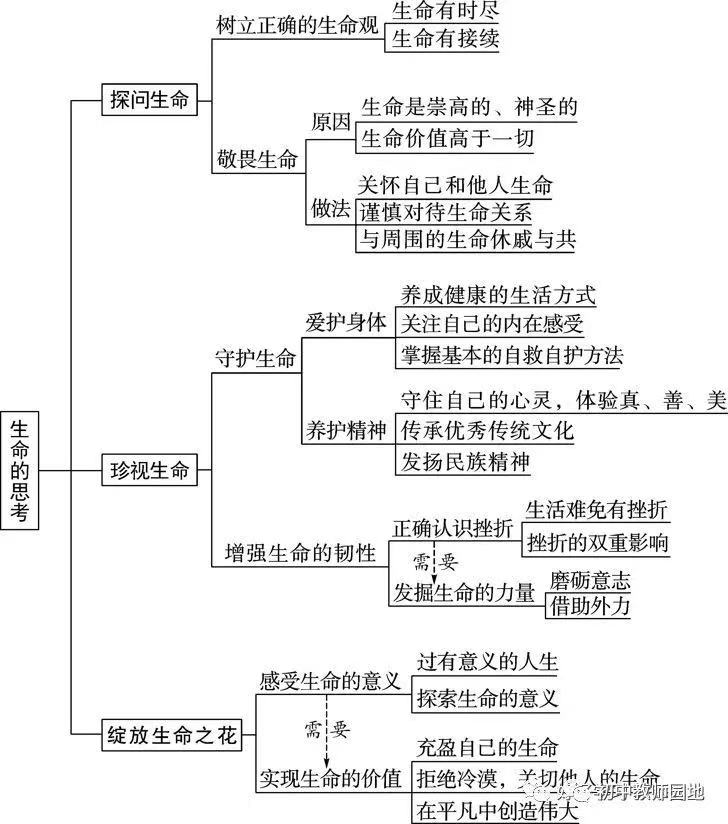 生命的思考
探问生命
树立正确的生命观
生命有时尽
生命有接续
敬畏生命
原因
生命是崇高的、神圣的
生命价值高于一切
做法
关怀自己和他人生命
谨慎对待生命关系
与周围的生命休戚与共
珍视生命
守护生命
爱护身体
养成健康的生活方式
关注自己的内在感受
掌握基本的自救自护方法
养护精神
守住自己的心灵，体验真、善、美
传承优秀传统文化
发扬民族精神
增强生命的韧性
正确认识挫折
生活难免有挫折
挫折的双重影响
需要
发掘生命的力量
磨砺意志
借助外力
绽放生命之花
感受生命的意义
过有意义的人生
探索生命的意义
需要
实现生命的价值
充盈自己的生命
拒绝冷漠，关切他人的生命
在平凡中创造伟大
初中教师园地